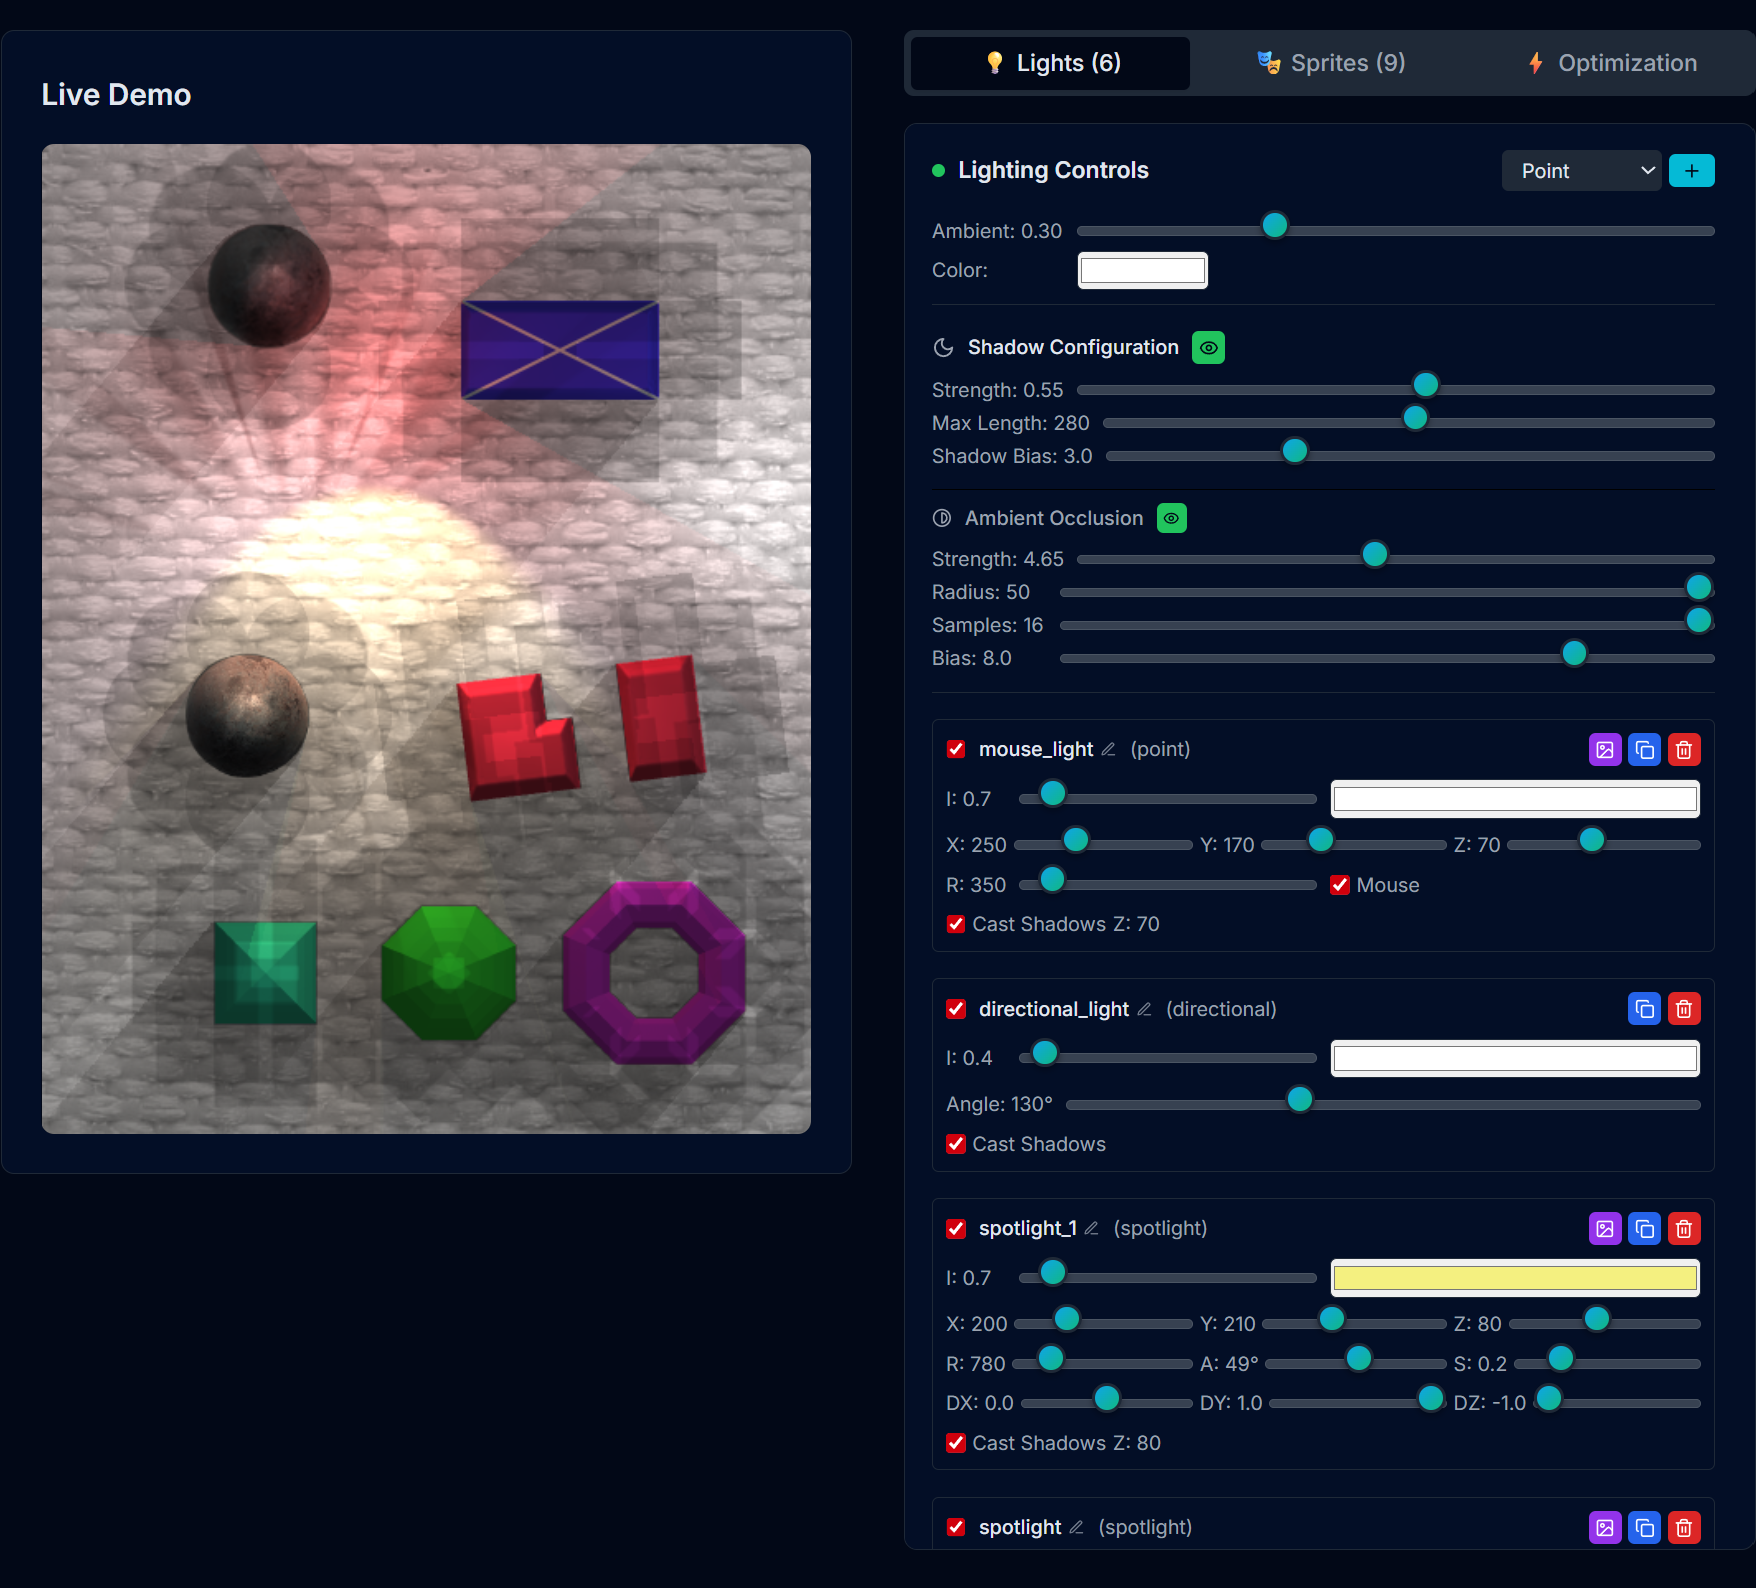 Live Demo
Lights (6)
Sprites (9)
Optimization
Lighting Controls
Point
Ambient: 0.30
Color:
Shadow Configuration
Strength: 0.55
Max Length: 280
Shadow Bias: 3.0
Ambient Occlusion
Strength: 4.65
Radius: 50
Samples: 16
Bias: 8.0
mouse_light (point)
I: 0.7
X: 250 Y: 170 Z: 70
R: 350 Mouse
Cast Shadows Z: 70
directional_light (directional)
I: 0.4
Angle: 130°
Cast Shadows
spotlight_1 (spotlight)
I: 0.7
X: 200 Y: 210 Z: 80
R: 780 A: 49° S: 0.2
DX: 0.0 DY: 1.0 DZ: -1.0
Cast Shadows Z: 80
spotlight (spotlight)